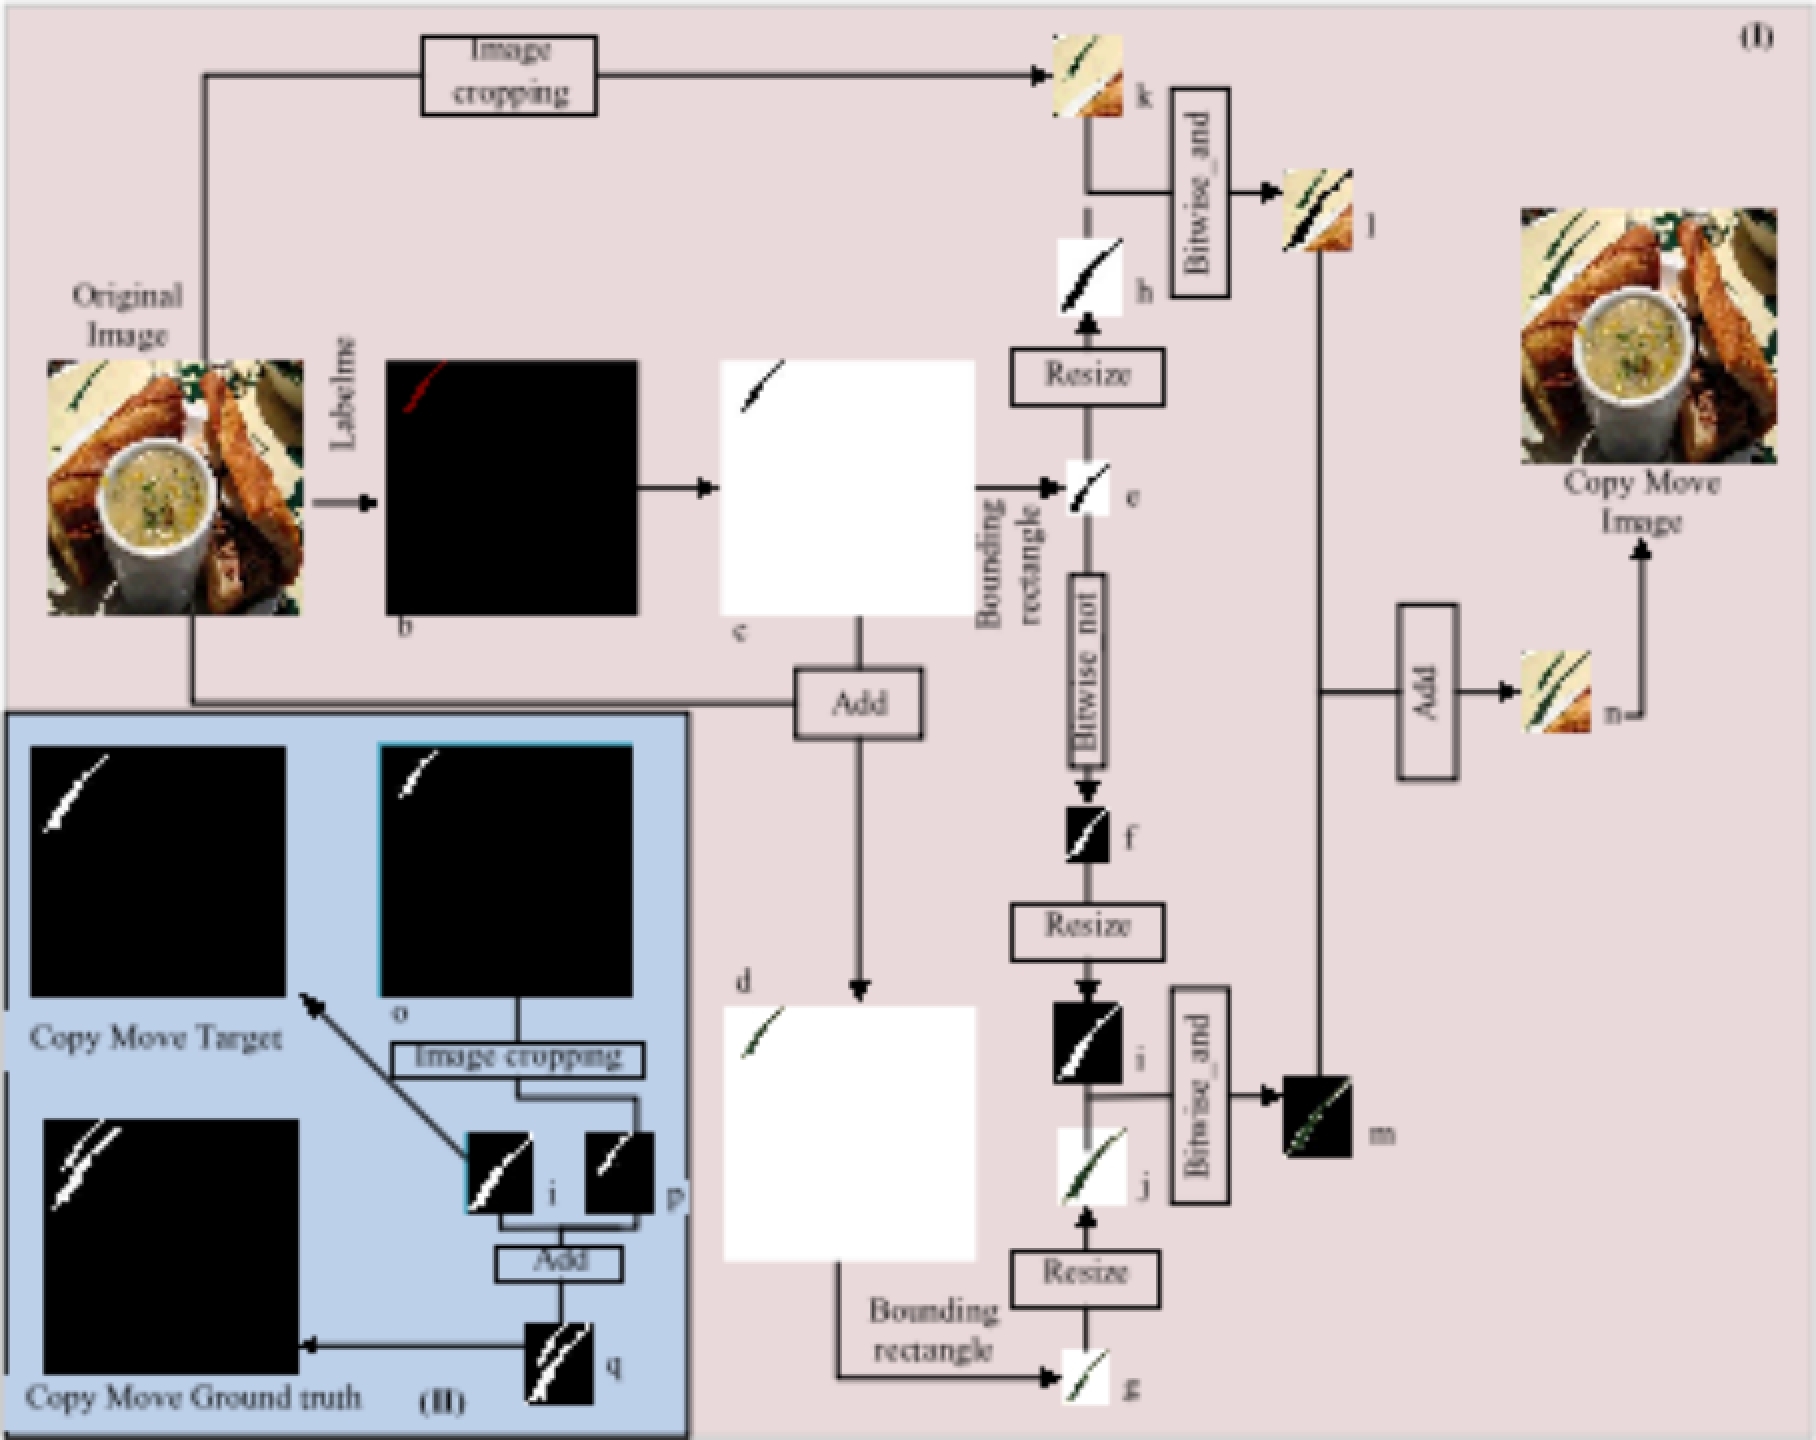 (I)
Image
cropping
k
Bitwise_and
l
h
Original
Image
Labelme
Resize
Copy Move
Image
e
Bounding
rectangle
b
c
Bitwise_not
Add
Add
n
f
Resize
d
o
Copy Move Target
Image cropping
i
Bitwise_and
m
i
p
j
Add
Resize
Bounding
rectangle
q
Copy Move Ground truth
(II)